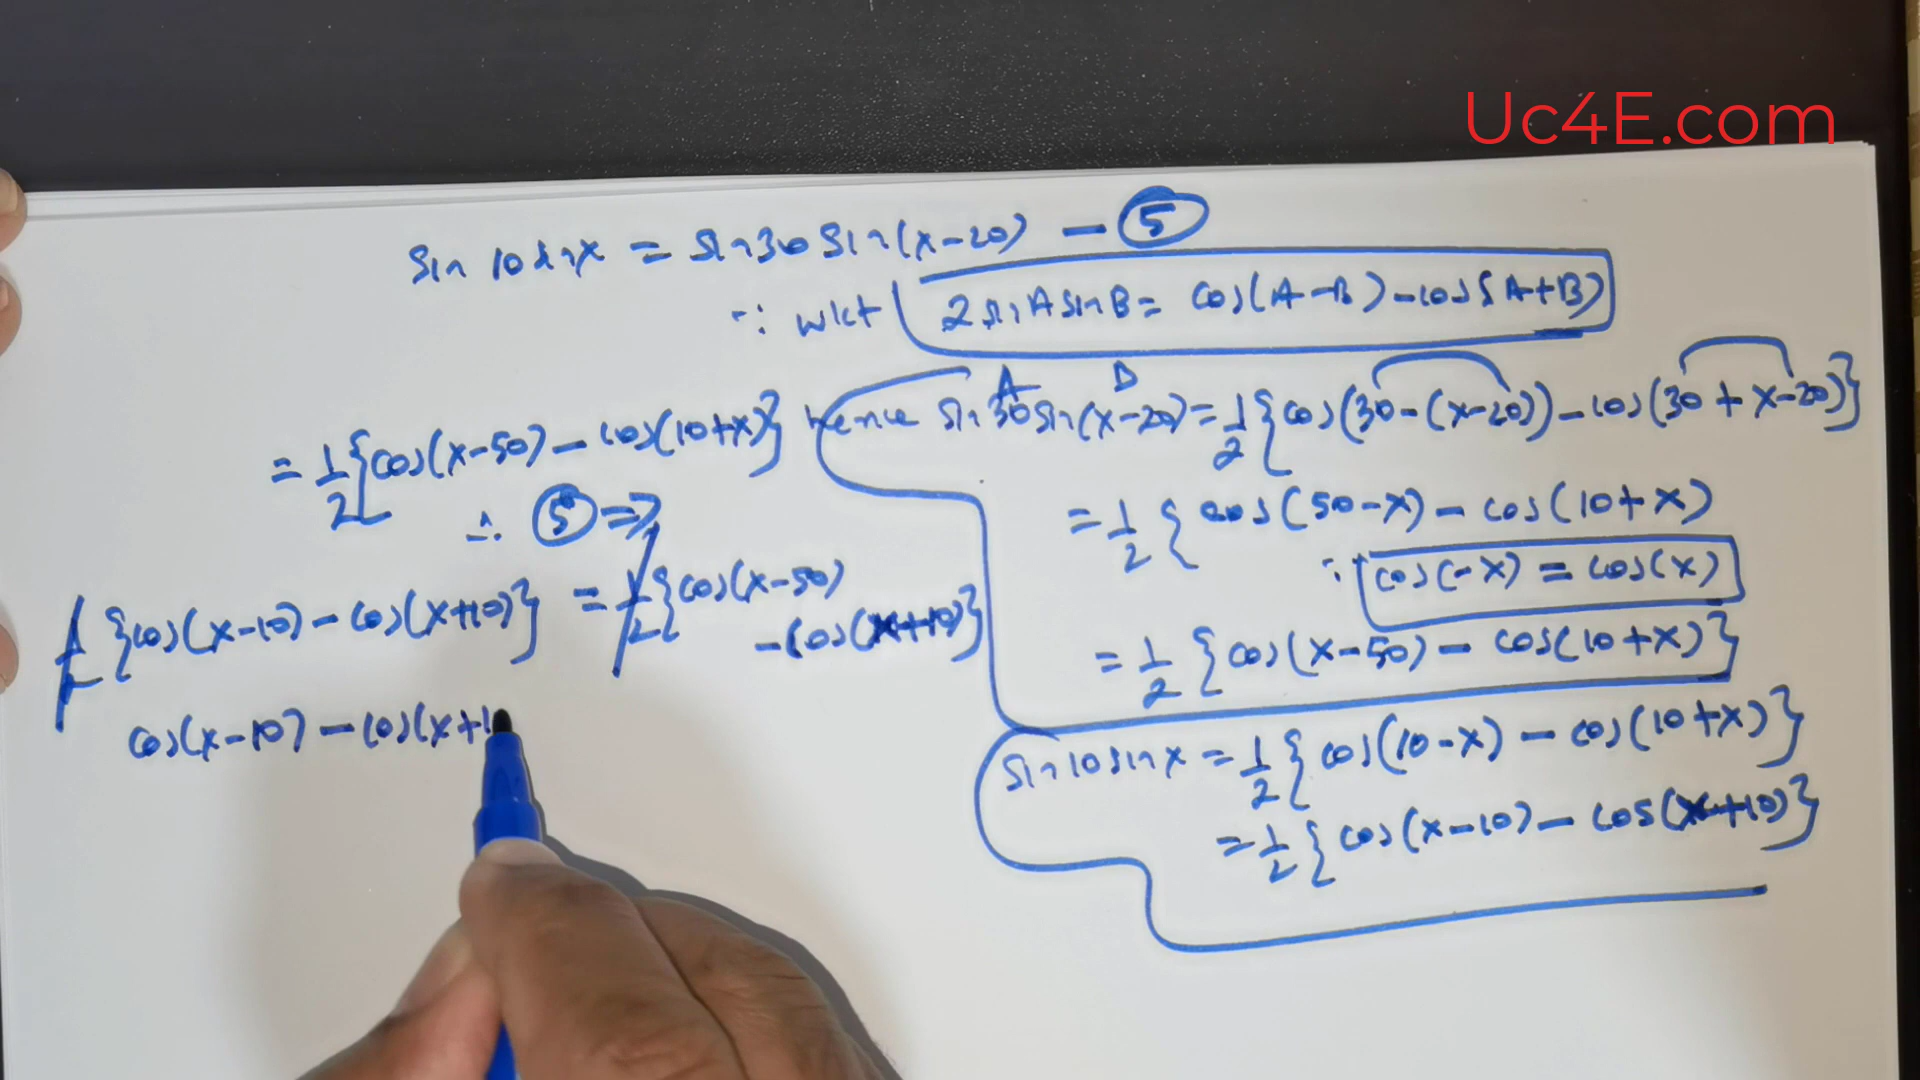 Uc4E.com
sin 10 sin x = sin 30 sin (x-20) — 5
∵ wkt 2 sin A sin B = cos(A-B) - cos(A+B)
A B
hence sin 30 sin (x-20) = 1/2 {cos(30-(x-20)) - cos(30+x-20)}
= 1/2 { cos(50-x) - cos(10+x)
∵ cos(-x) = cos(x)
= 1/2 { cos(x-50) - cos(10+x) }
sin 10 sin x = 1/2 { cos(10-x) - cos(10+x) }
= 1/2 { cos(x-10) - cos(x+10) }
= 1/2 {cos(x-50) - cos(10+x)}
∴ 5 =>
1/2 {cos(x-10) - cos(x+10)} = 1/2 {cos(x-50)
- cos(x+10)}
cos(x-10) - cos(x+1